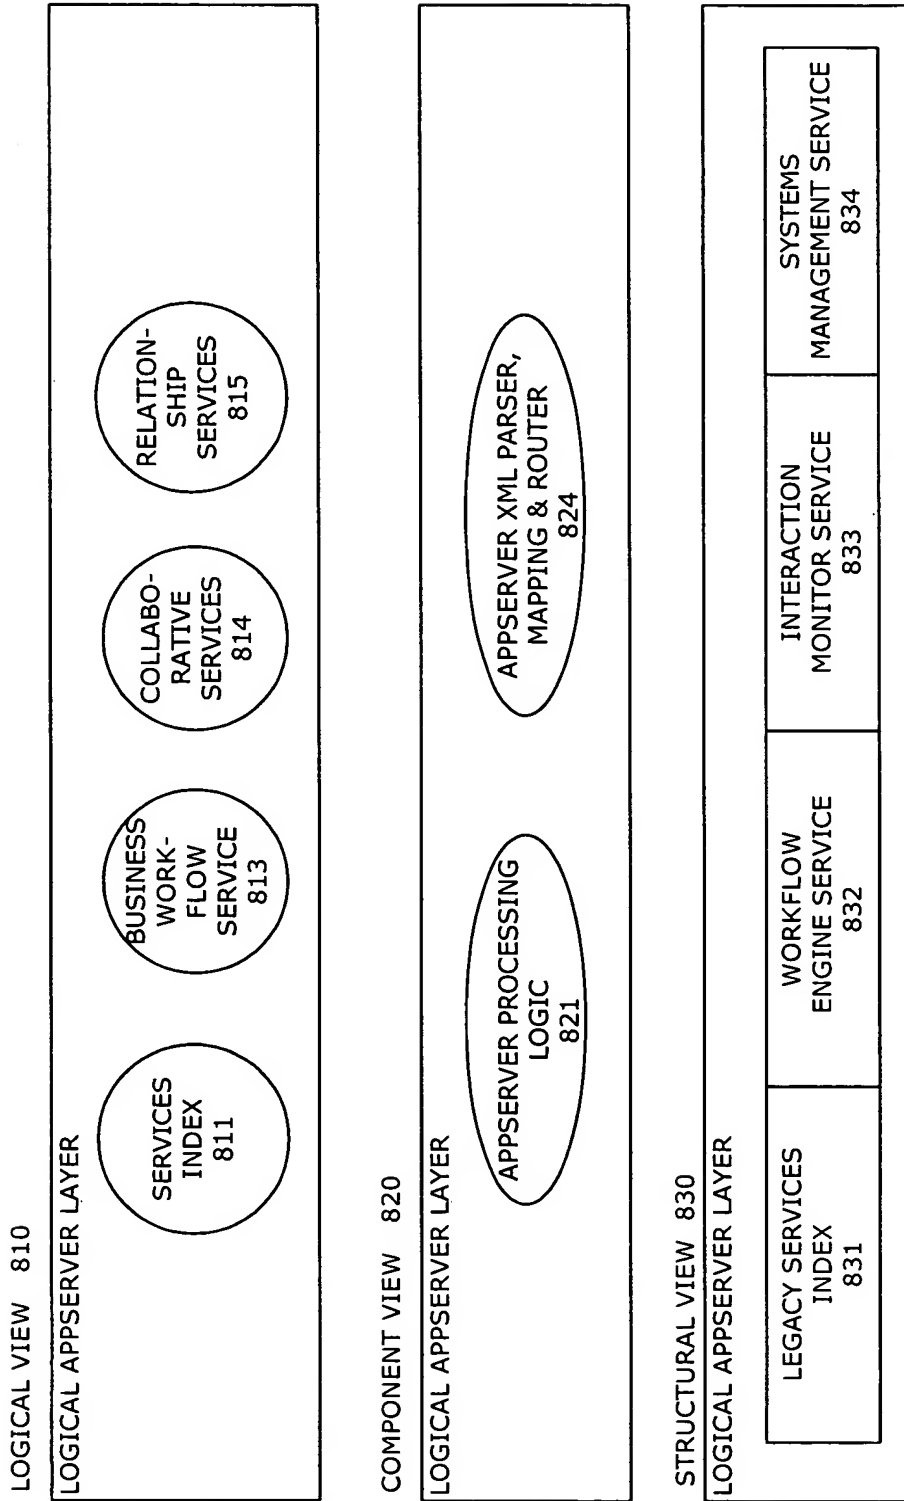 LOGICAL VIEW 810
LOGICAL APPSERVER LAYER
SERVICES
INDEX
811
BUSINESS
WORK-
FLOW
SERVICE
813
COLLABO-
RATIVE
SERVICES
814
RELATION-
SHIP
SERVICES
815
COMPONENT VIEW 820
LOGICAL APPSERVER LAYER
APPSERVER PROCESSING
LOGIC
821
APPSERVER XML PARSER,
MAPPING & ROUTER
824
STRUCTURAL VIEW 830
LOGICAL APPSERVER LAYER
LEGACY SERVICES
INDEX
831
WORKFLOW
ENGINE SERVICE
832
INTERACTION
MONITOR SERVICE
833
SYSTEMS
MANAGEMENT SERVICE
834